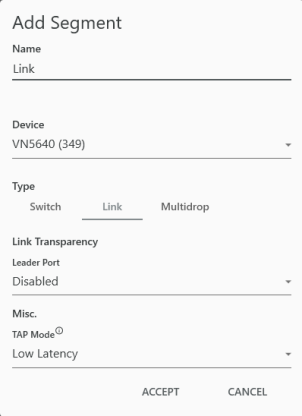 Add Segment
Name
Link
Device
VN5640 (349)
Type
Switch Link Multidrop
Link Transparency
Leader Port
Disabled
Misc.
TAP Mode
Low Latency
ACCEPT CANCEL